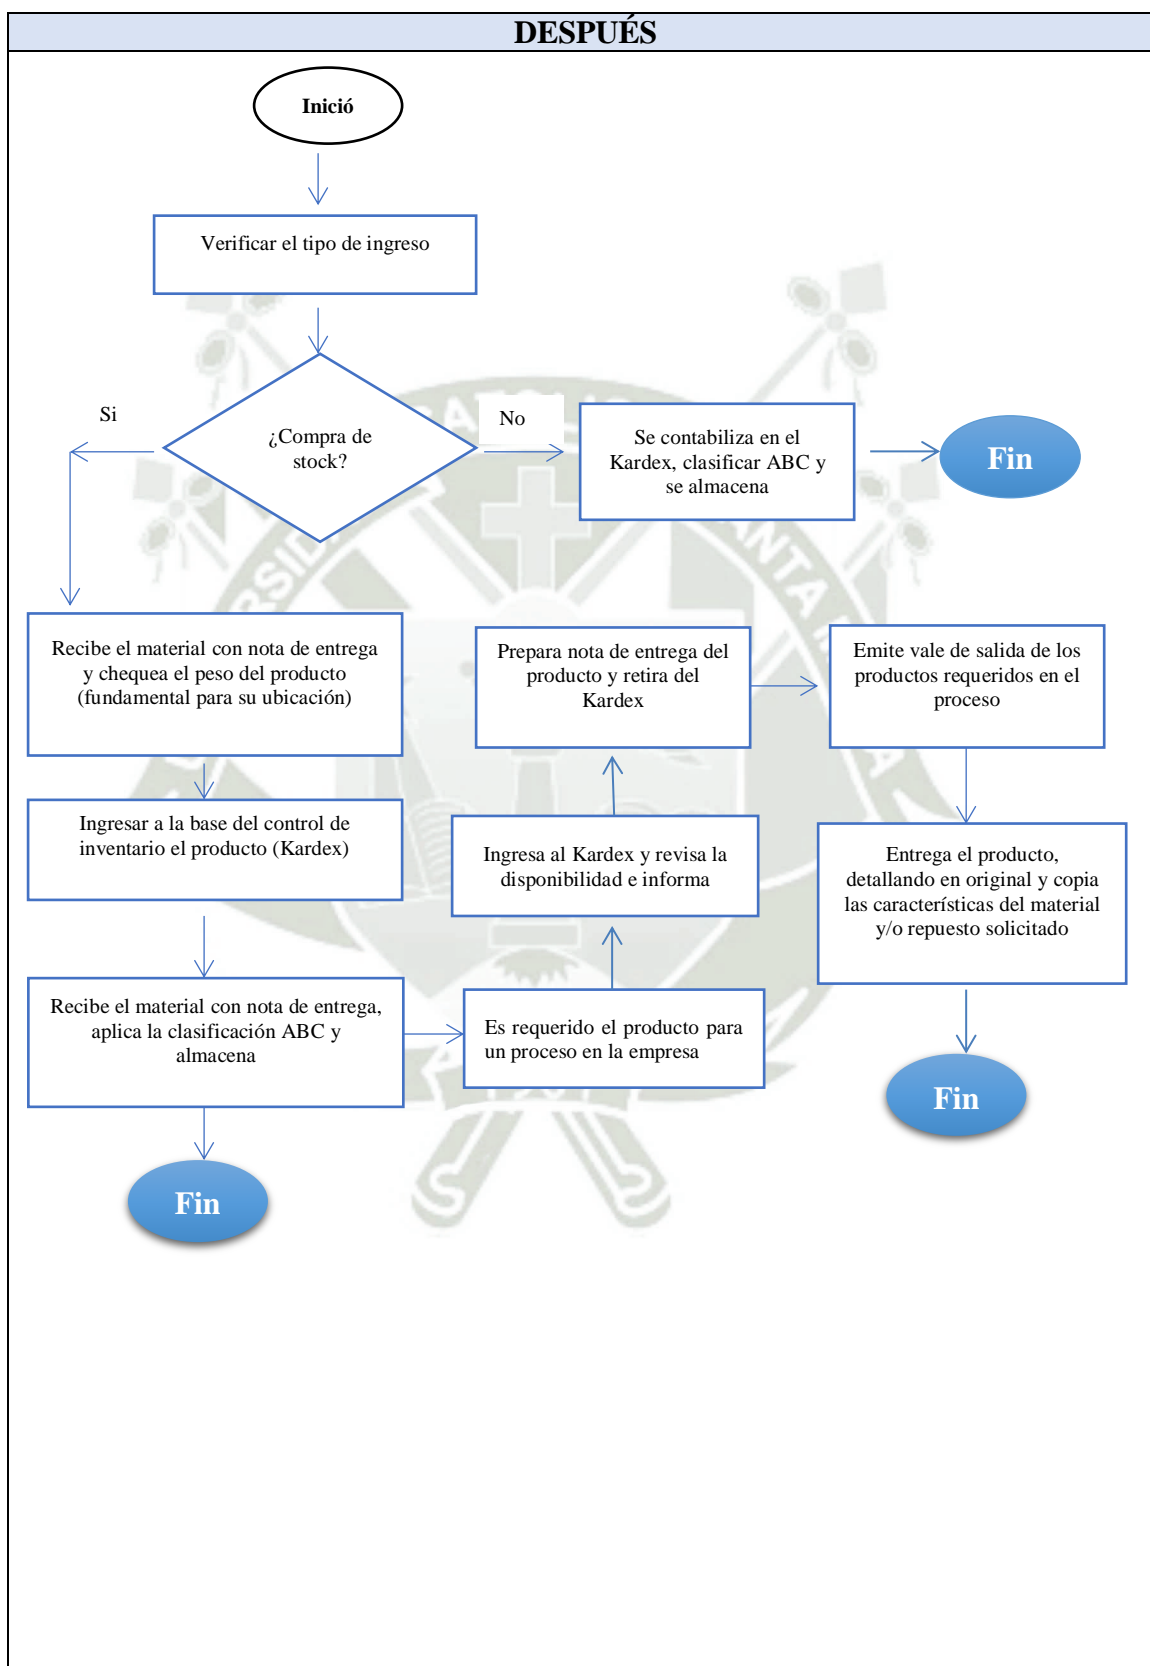 DESPUÉS
Inició
Verificar el tipo de ingreso
¿Compra de
stock?
Si
No
Se contabiliza en el
Kardex, clasificar ABC y
se almacena
Fin
Recibe el material con nota de entrega
y chequea el peso del producto
(fundamental para su ubicación)
Ingresar a la base del control de
inventario el producto (Kardex)
Recibe el material con nota de entrega,
aplica la clasificación ABC y
almacena
Fin
Es requerido el producto para
un proceso en la empresa
Ingresa al Kardex y revisa la
disponibilidad e informa
Prepara nota de entrega del
producto y retira del
Kardex
Emite vale de salida de los
productos requeridos en el
proceso
Entrega el producto,
detallando en original y copia
las características del material
y/o repuesto solicitado
Fin